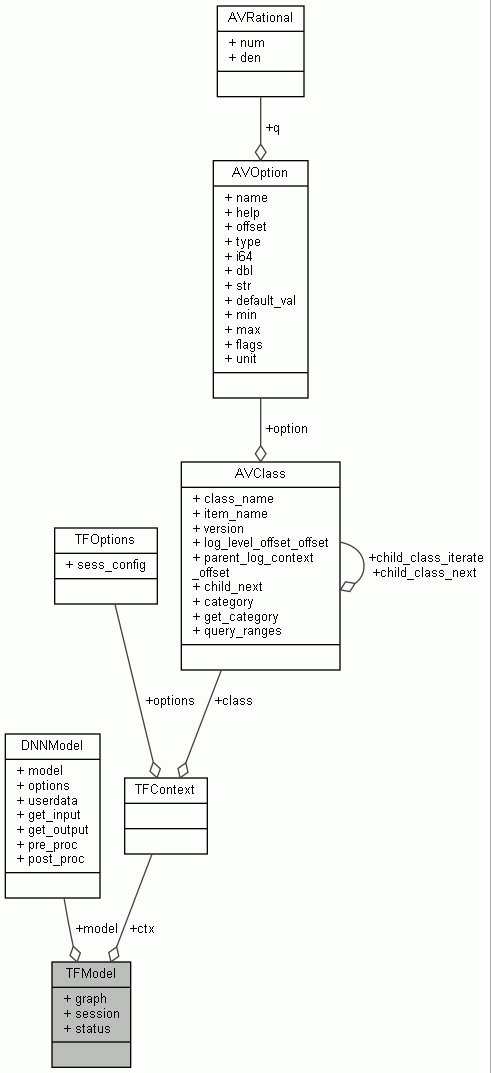 AVRational
+ num
+ den
+q
AVOption
+ name
+ help
+ offset
+ type
+ i64
+ dbl
+ str
+ default_val
+ min
+ max
+ flags
+ unit
+option
AVClass
+ class_name
+ item_name
+ version
+ log_level_offset_offset
+ parent_log_context
_offset
+ child_next
+ category
+ get_category
+ query_ranges
+child_class_iterate
+child_class_next
TFOptions
+ sess_config
+options
+class
DNNModel
+ model
+ options
+ userdata
+ get_input
+ get_output
+ pre_proc
+ post_proc
TFContext
+model
+ctx
TFModel
+ graph
+ session
+ status